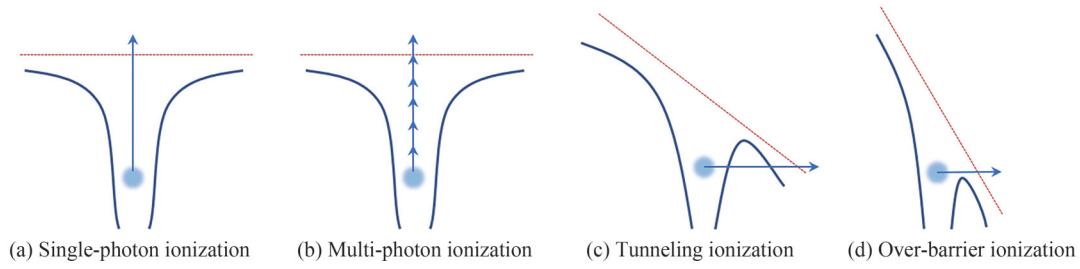 (a) Single-photon ionization
(b) Multi-photon ionization
(c) Tunneling ionization
(d) Over-barrier ionization